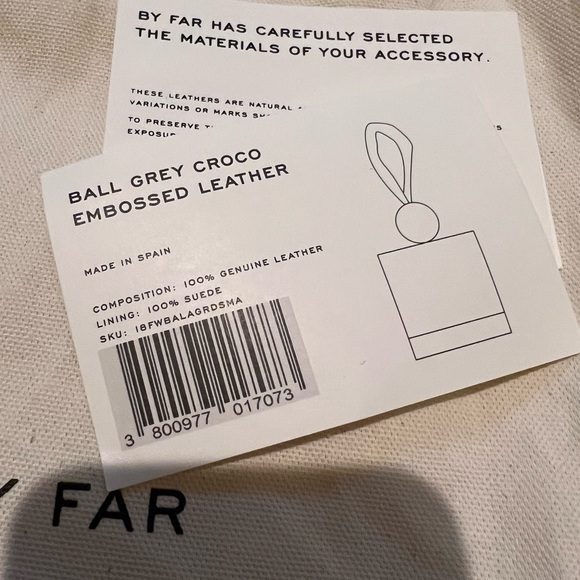 BY FAR HAS CAREFULLY SELECTED
THE MATERIALS OF YOUR ACCESSORY.
THESE LEATHERS ARE NATURAL
VARIATIONS OR MARKS
TO PRESERVE
BALL GREY CROCO
EMBOSSED LEATHER
MADE IN SPAIN
COMPOSITION: 100% GENUINE LEATHER
LINING: 100% SUEDE
SKU: 18FWBALAGRDSMA
3 800977 017073
FAR